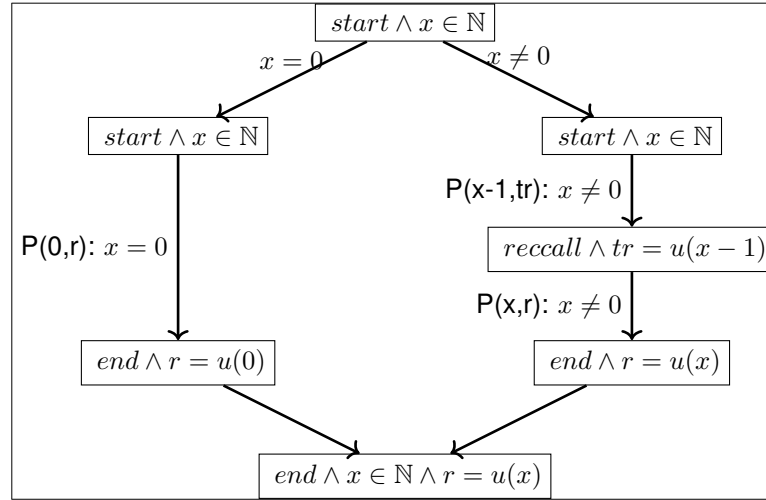 start ∧ x ∈ ℕ
x = 0
x ≠ 0
start ∧ x ∈ ℕ
start ∧ x ∈ ℕ
P(x-1,tr): x ≠ 0
P(0,r): x = 0
reccall ∧ tr = u(x − 1)
P(x,r): x ≠ 0
end ∧ r = u(0)
end ∧ r = u(x)
end ∧ x ∈ ℕ ∧ r = u(x)